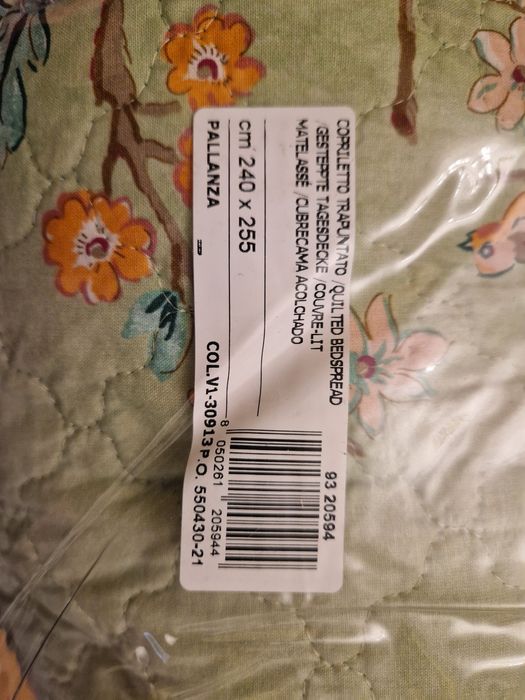 COPRILETTO TRAPUNTATO /QUILTED BEDSPREAD
/GESTEPPTE TAGESDECKE /COUVRE-LIT
MATELASSÉ /CUBRECAMA ACOLCHADO
93 20594
cm 240 x 255
8 050261 205944
PALLANZA
COL.V1-30913 P.O. 550430-21